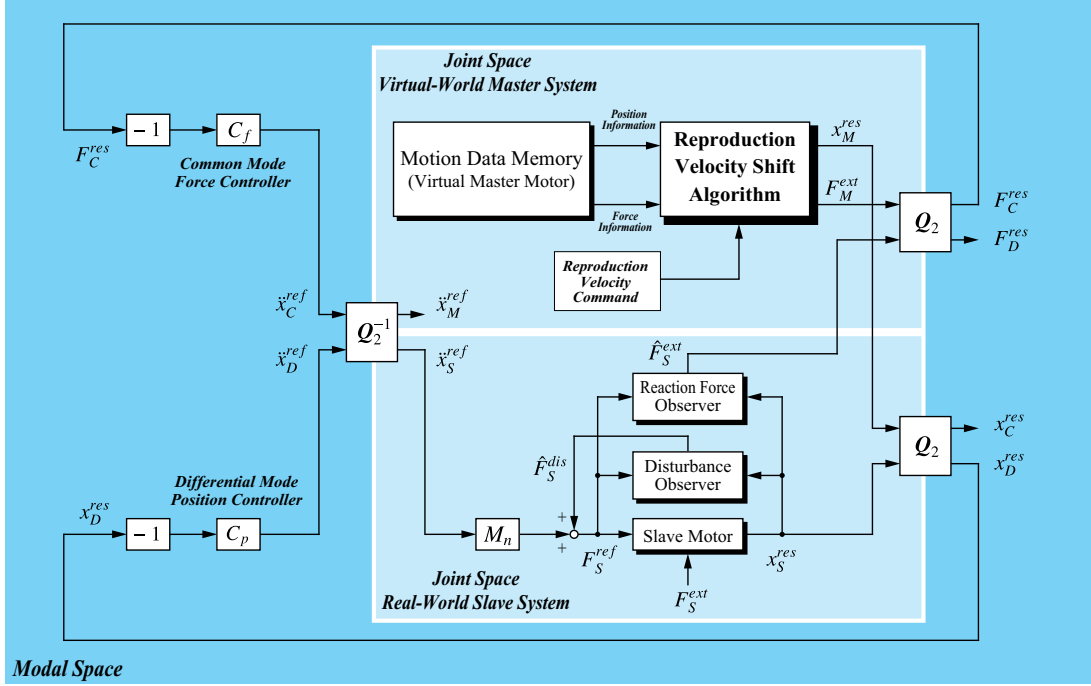 Joint Space
Virtual-World Master System
Position
Information
Motion Data Memory
(Virtual Master Motor)
Force
Information
Reproduction
Velocity Shift
Algorithm
Reproduction
Velocity
Command
x_M^{res}
F_M^{ext}
F_C^{res}
− 1
C_f
Common Mode
Force Controller
Q_2
F_C^{res}
F_D^{res}
ẍ_C^{ref}
ẍ_D^{ref}
Q_2^{−1}
ẍ_M^{ref}
ẍ_S^{ref}
F̂_S^{ext}
Reaction Force
Observer
F̂_S^{dis}
Disturbance
Observer
Q_2
x_C^{res}
x_D^{res}
Differential Mode
Position Controller
x_D^{res}
− 1
C_p
M_n
+
+
F_S^{ref}
Slave Motor
x_S^{res}
F_S^{ext}
Joint Space
Real-World Slave System
Modal Space